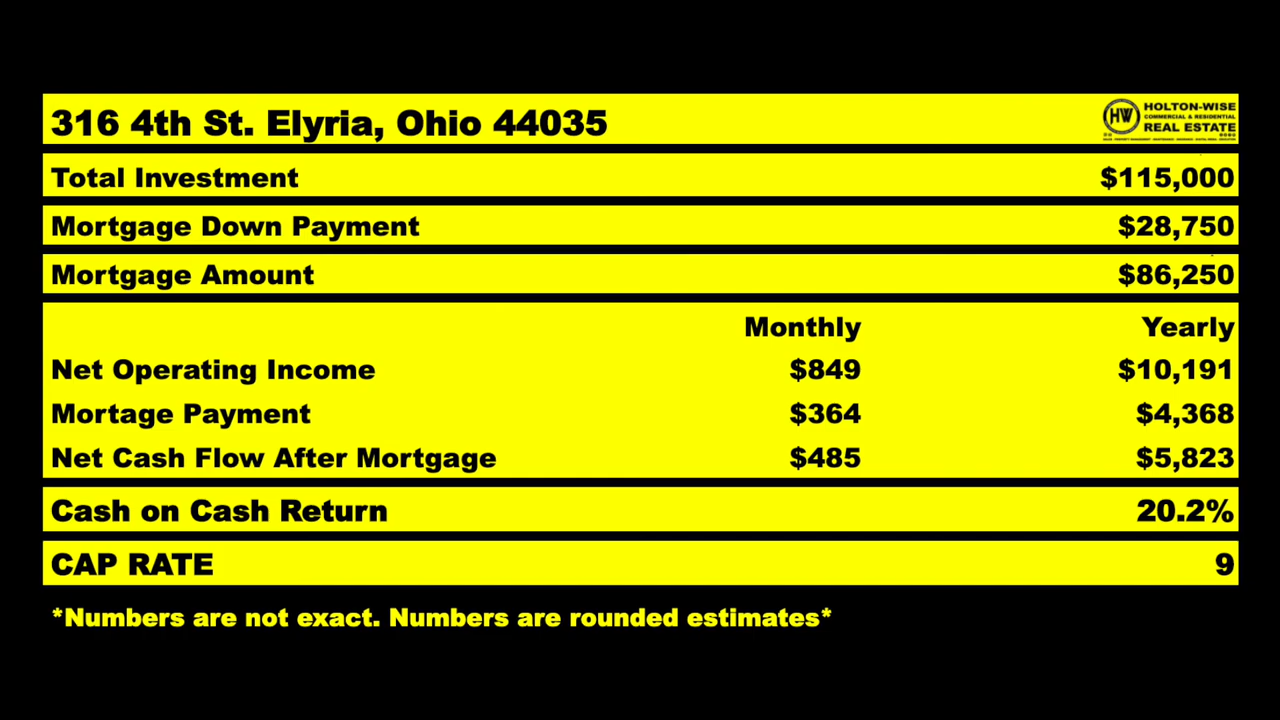 316 4th St. Elyria, Ohio 44035
HW
HOLTON-WISE
COMMERCIAL & RESIDENTIAL
REAL ESTATE
Total Investment $115,000
Mortgage Down Payment $28,750
Mortgage Amount $86,250
Monthly Yearly
Net Operating Income $849 $10,191
Mortage Payment $364 $4,368
Net Cash Flow After Mortgage $485 $5,823
Cash on Cash Return 20.2%
CAP RATE 9
*Numbers are not exact. Numbers are rounded estimates*